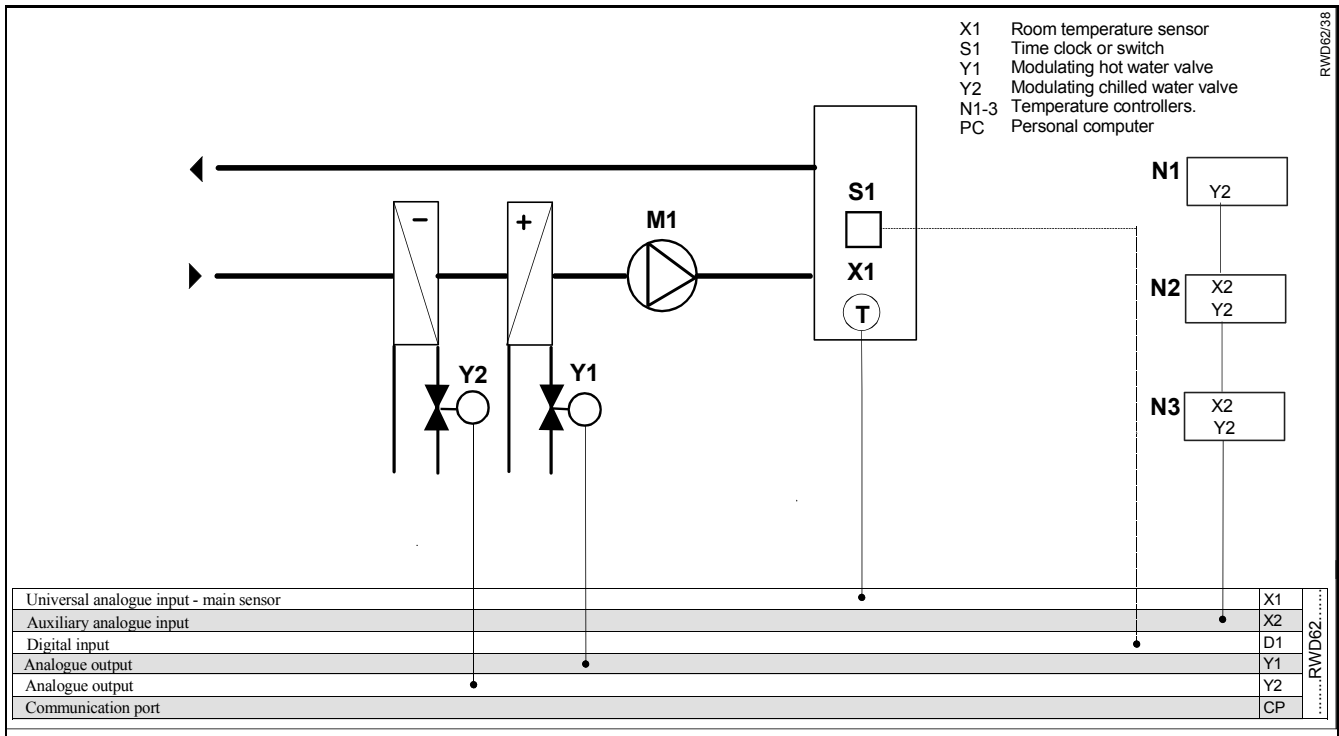 X1 Room temperature sensor
S1 Time clock or switch
Y1 Modulating hot water valve
Y2 Modulating chilled water valve
N1-3 Temperature controllers.
PC Personal computer
RWD62/38
N1
Y2
S1
- + M1
X1
N2
X2
Y2
T
Y2 Y1
N3
X2
Y2
Universal analogue input - main sensor X1
Auxiliary analogue input X2
Digital input D1
Analogue output Y1
Analogue output Y2
Communication port CP
........RWD62.......